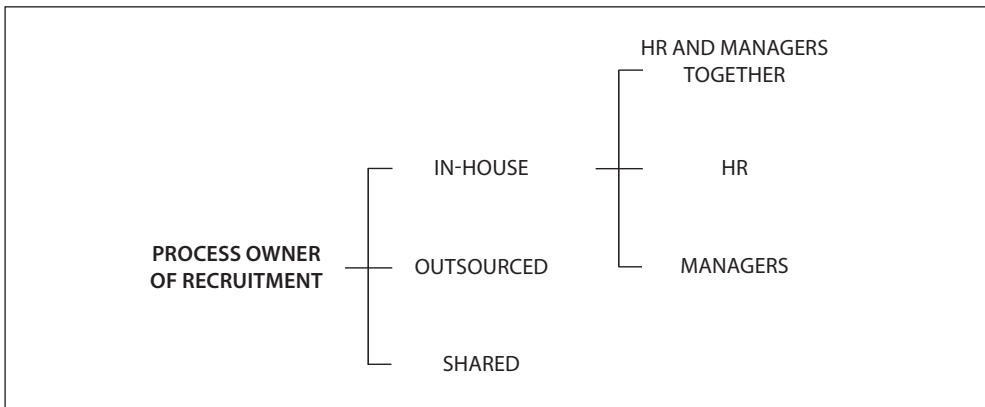 HR AND MANAGERS
TOGETHER
IN-HOUSE
HR
PROCESS OWNER
OF RECRUITMENT
OUTSOURCED
MANAGERS
SHARED